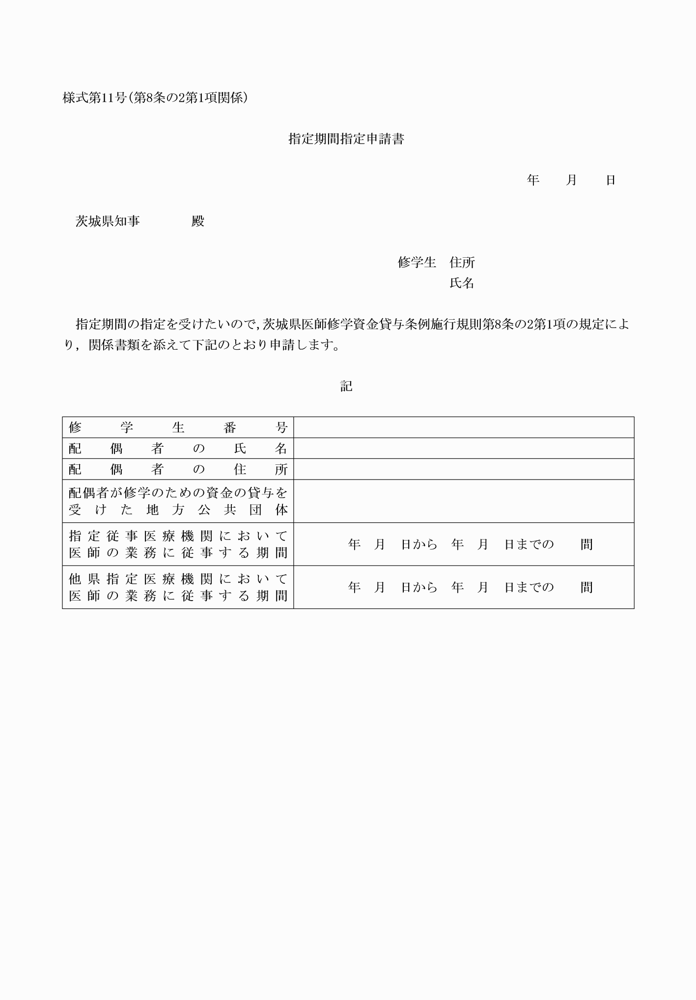 様式第11号(第8条の2第1項関係)
指定期間指定申請書
年　　月　　日
茨城県知事　　　　殿
修学生　住所
氏名
指定期間の指定を受けたいので,茨城県医師修学資金貸与条例施行規則第8条の2第1項の規定によ
り，関係書類を添えて下記のとおり申請します。
記
修学生番号
配偶者の氏名
配偶者の住所
配偶者が修学のための資金の貸与を
受けた地方公共団体
指定従事医療機関において
医師の業務に従事する期間
年　月　日から　年　月　日までの　　間
他県指定医療機関において
医師の業務に従事する期間
年　月　日から　年　月　日までの　　間